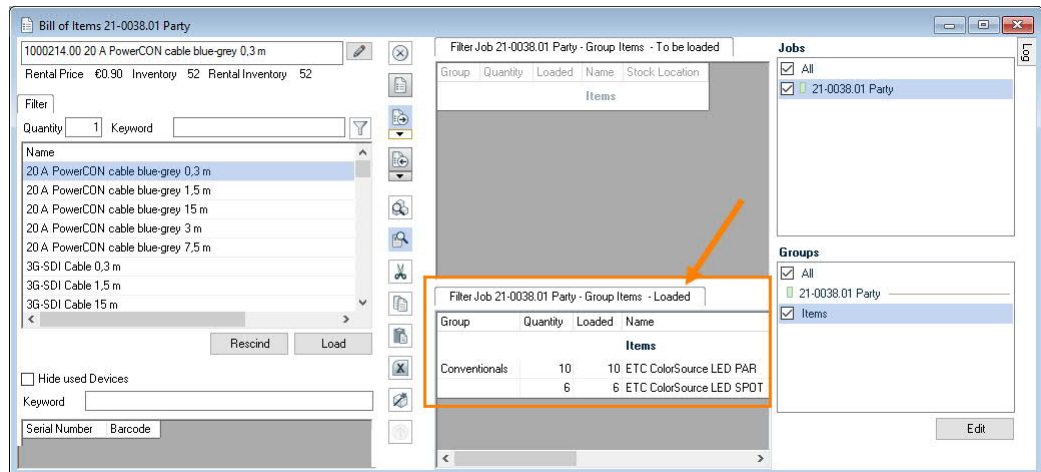 Bill of Items 21-0038.01 Party
1000214.00 20 A PowerCON cable blue-grey 0,3 m
Rental Price €0.90 Inventory 52 Rental Inventory 52
Filter
Quantity 1 Keyword
Name
20 A PowerCON cable blue-grey 0,3 m
20 A PowerCON cable blue-grey 1,5 m
20 A PowerCON cable blue-grey 15 m
20 A PowerCON cable blue-grey 3 m
20 A PowerCON cable blue-grey 7,5 m
3G-SDI Cable 0,3 m
3G-SDI Cable 1,5 m
3G-SDI Cable 15 m
Rescind Load
Hide used Devices
Keyword
Serial Number Barcode
Filter Job 21-0038.01 Party - Group Items - To be loaded
Group Quantity Loaded Name Stock Location
Items
Filter Job 21-0038.01 Party - Group Items - Loaded
Group Quantity Loaded Name
Items
Conventionals 10 10 ETC ColorSource LED PAR
6 6 ETC ColorSource LED SPOT
Jobs
All
21-0038.01 Party
Groups
All
21-0038.01 Party
Items
Edit
Log